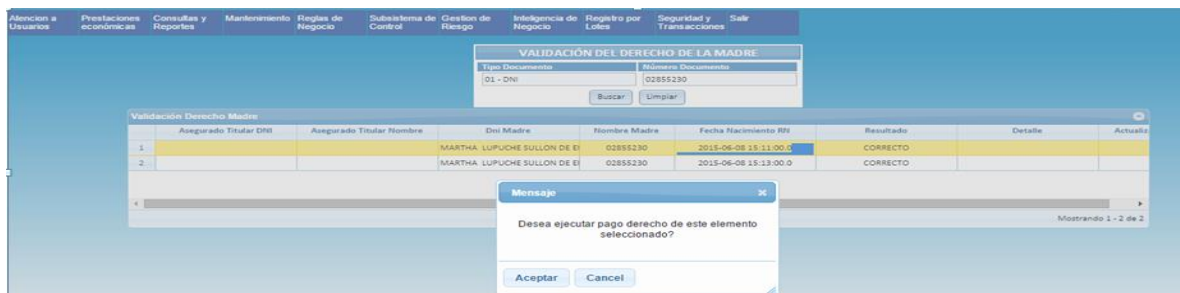 Atencion a Usuarios
Prestaciones económicas
Consultas y Reportes
Mantenimiento
Reglas de Negocio
Subsistema de Control
Gestion de Riesgo
Inteligencia de Negocio
Registro por Lotes
Seguridad y Transacciones
Salir
VALIDACIÓN DEL DERECHO DE LA MADRE
Tipo Documento Número Documento
01 - DNI 02855230
Buscar Limpiar
Validación Derecho Madre
Asegurado Titular DNI Asegurado Titular Nombre Dni Madre Nombre Madre Fecha Nacimiento RN Resultado Detalle Actualiz
1 MARTHA LUPUCHE SULLON DE El 02855230 2015-06-08 15:11:00.0 CORRECTO
2 MARTHA LUPUCHE SULLON DE El 02855230 2015-06-08 15:13:00.0 CORRECTO
Mostrando 1 - 2 de 2
Mensaje
Desea ejecutar pago derecho de este elemento
seleccionado?
Aceptar Cancel